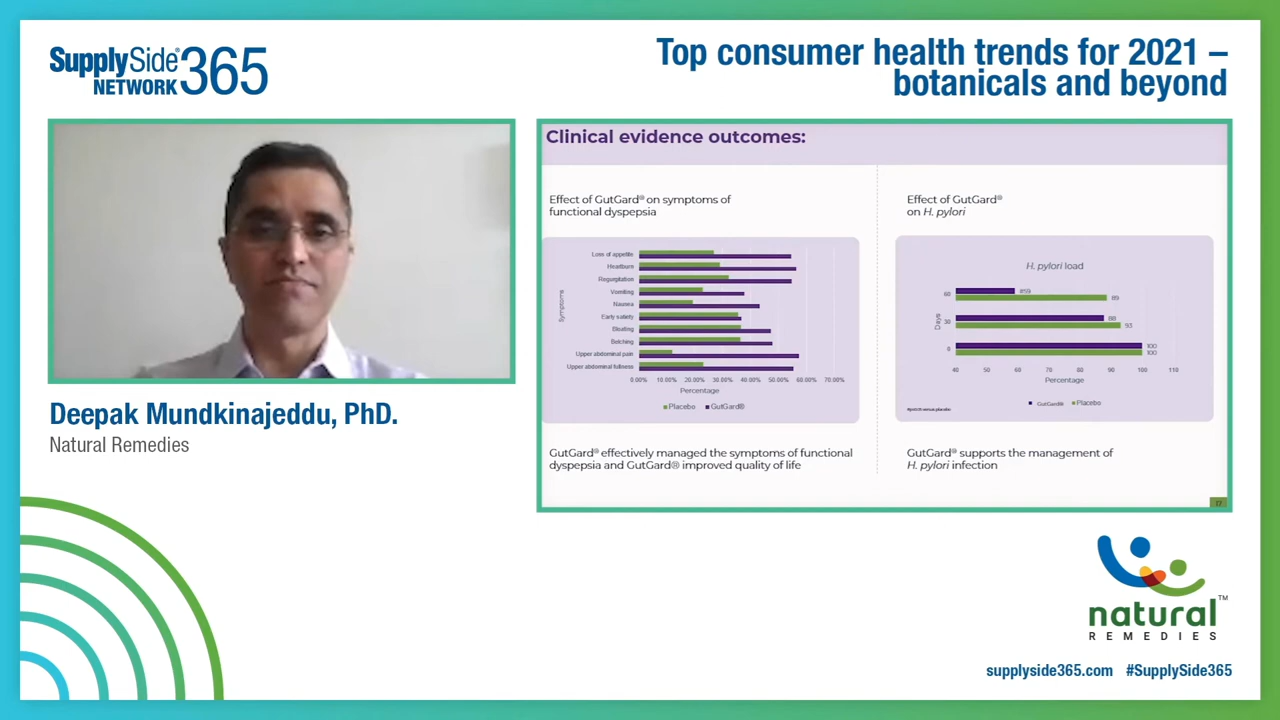 SupplySide®
NETWORK 365
Top consumer health trends for 2021 –
botanicals and beyond
Deepak Mundkinajeddu, PhD.
Natural Remedies
Clinical evidence outcomes:
Effect of GutGard® on symptoms of
functional dyspepsia
Symptoms
Loss of appetite
Heartburn
Regurgitation
Vomiting
Nausea
Early satiety
Bloating
Belching
Upper abdominal pain
Upper abdominal fullness
0.00% 10.00% 20.00% 30.00% 40.00% 50.00% 60.00% 70.00%
Percentage
Placebo GutGard®
GutGard® effectively managed the symptoms of functional
dyspepsia and GutGard® improved quality of life
Effect of GutGard®
on H. pylori
H. pylori load
Days
60
89
30
88
93
0
100
100
40 50 60 70 80 90 100 110
Percentage
GutGard® Placebo
GutGard® supports the management of
H. pylori infection
natural™
REMEDIES
supplyside365.com #SupplySide365